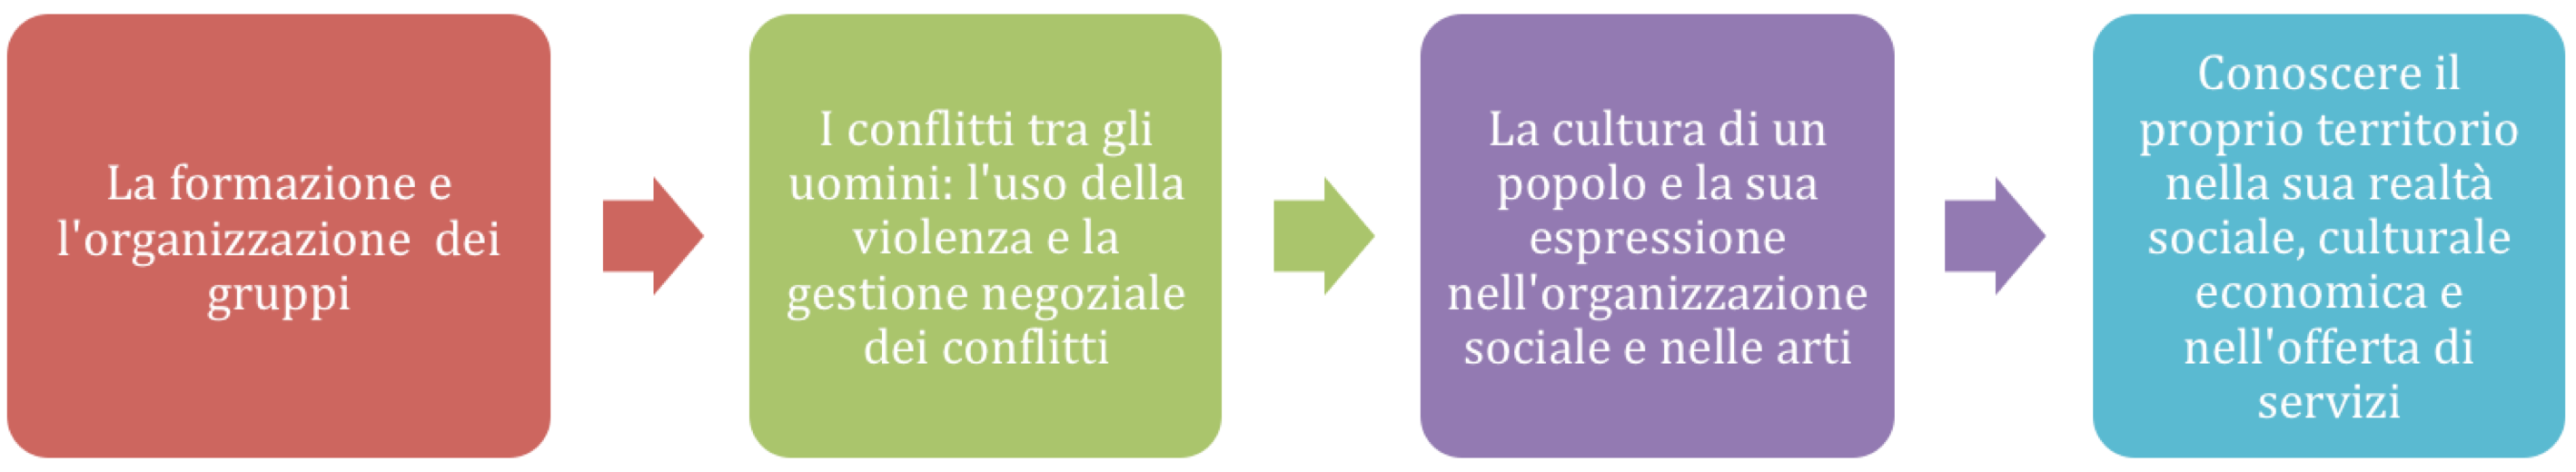 La formazione e
l'organizzazione  dei
gruppi
I conflitti tra gli
uomini: l'uso della
violenza e la
gestione negoziale
dei conflitti
La cultura di un
popolo e la sua
espressione
nell'organizzazione
sociale e nelle arti
Conoscere il
proprio territorio
nella sua realtà
sociale, culturale
economica e
nell'offerta di
servizi